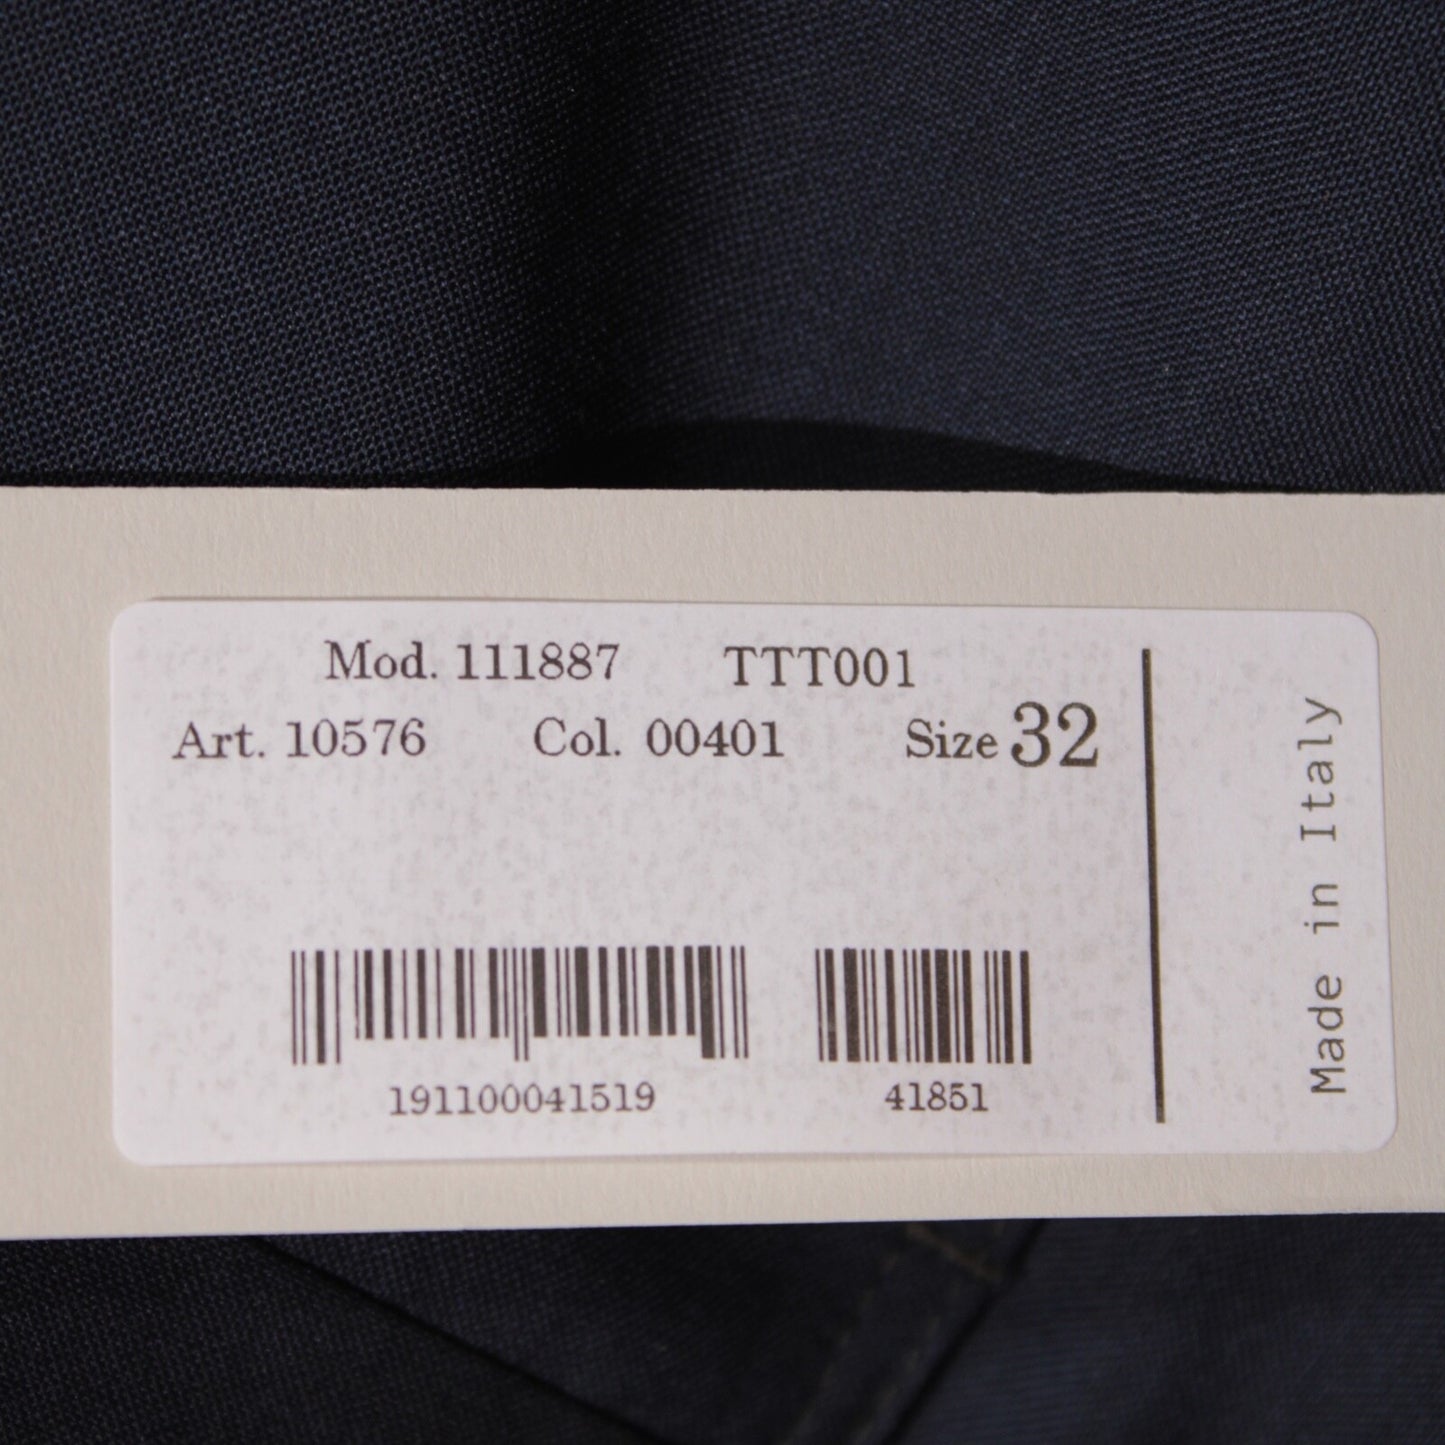 Mod. 111887 TTT001
Art. 10576 Col. 00401 Size 32
191100041519 41851
Made in Italy